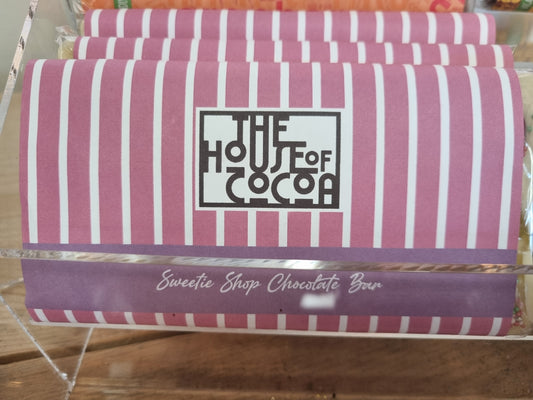 THE
HOUSE OF
COCOA
Sweetie Shop Chocolate Bar